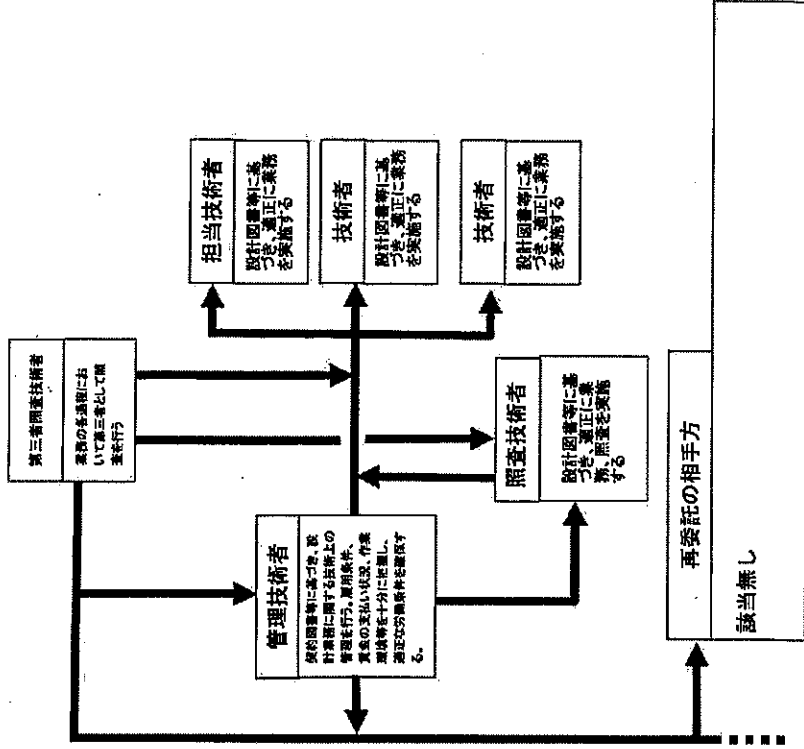 第三者照査技術者
業務の各過程にお
いて第三者として照
査を行う
管理技術者
契約図書等に基づき、設
計業務に関する技術上の
管理を行う。雇用条件、
賃金の支払い状況、作業
環境等を十分に把握し、
適正な労働条件を確保す
る。
担当技術者
設計図書等に基
づき、適正に業務
を実施する
技術者
設計図書等に基
づき、適正に業務
を実施する
技術者
設計図書等に基
づき、適正に業務
を実施する
照査技術者
設計図書等に基
づき、適正に業
務、照査を実施
する
再委託の相手方
該当無し